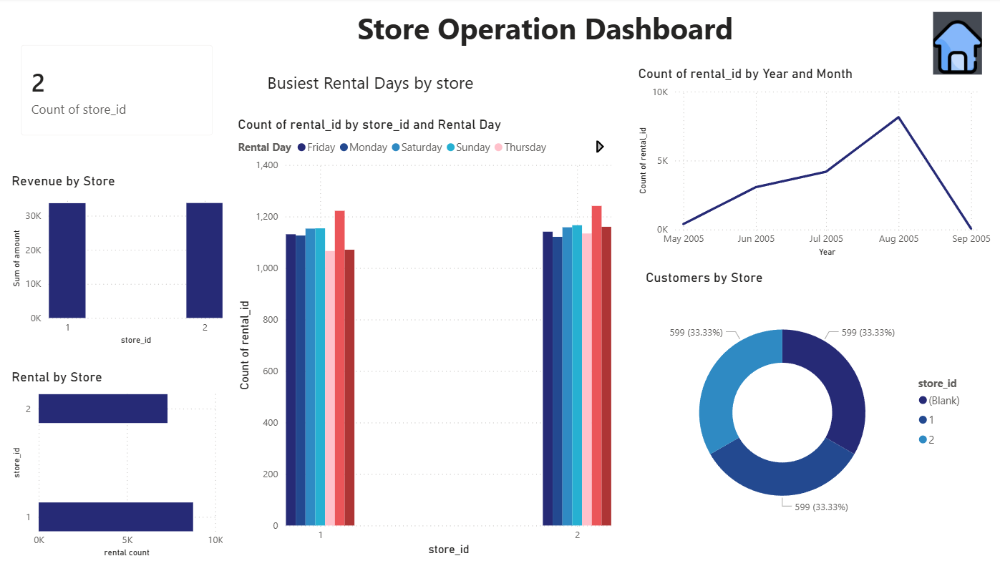 Store Operation Dashboard
2
Count of store_id
Revenue by Store
30K
20K
10K
0K
Sum of amount
1
2
store_id
Rental by Store
2
1
store_id
0K
5K
10K
rental count
Busiest Rental Days by store
Count of rental_id by store_id and Rental Day
Rental Day Friday Monday Saturday Sunday Thursday
1,400
1,200
1,000
800
600
400
200
0
Count of rental_id
1
2
store_id
Count of rental_id by Year and Month
10K
5K
0K
Count of rental_id
May 2005
Jun 2005
Jul 2005
Aug 2005
Sep 2005
Year
Customers by Store
599 (33.33%)
599 (33.33%)
599 (33.33%)
store_id
(Blank)
1
2